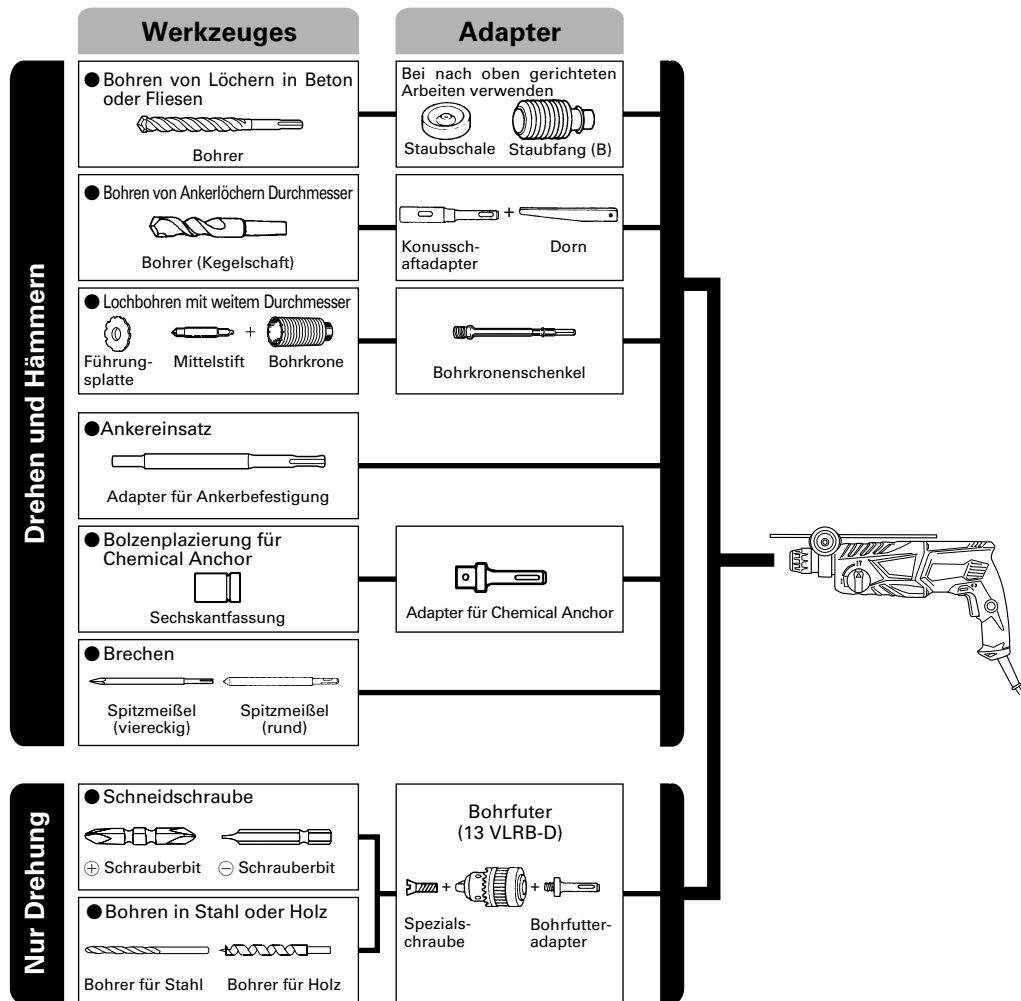 Werkzeuges
Adapter
Drehen und Hämmern
● Bohren von Löchern in Beton
oder Fliesen
Bohrer
Bei nach oben gerichteten
Arbeiten verwenden
Staubschale
Staubfang (B)
● Bohren von Ankerlöchern Durchmesser
Bohrer (Kegelschaft)
+
Konussch-
aftadapter
Dorn
● Lochbohren mit weitem Durchmesser
+
Führung-
splatte
Mittelstift
Bohrkrone
Bohrkronenschenkel
●Ankereinsatz
Adapter für Ankerbefestigung
● Bolzenplazierung für
Chemical Anchor
Sechskantfassung
Adapter für Chemical Anchor
● Brechen
Spitzmeißel
(viereckig)
Spitzmeißel
(rund)
Nur Drehung
● Schneidschraube
⊕ Schrauberbit
⊖ Schrauberbit
● Bohren in Stahl oder Holz
Bohrer für Stahl
Bohrer für Holz
Bohrfuter
(13 VLRB-D)
+ +
Spezials-
chraube
Bohrfutter-
adapter